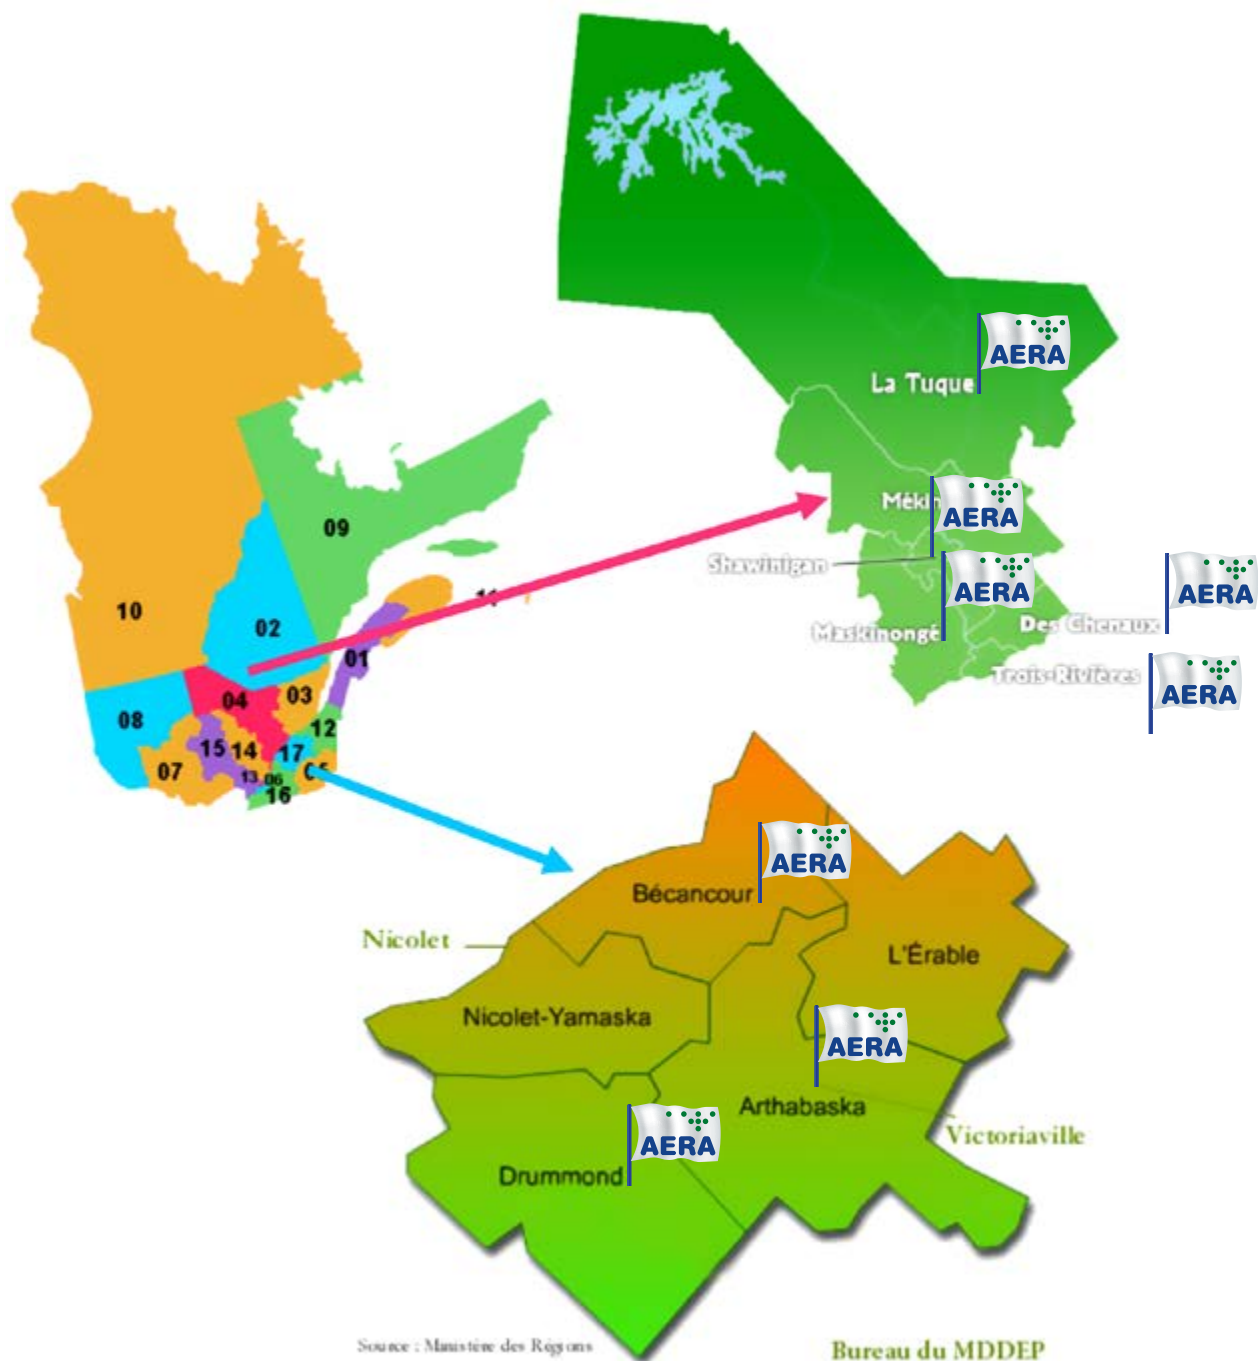 AERA
La Tuque
AERA
Shawinigan
AERA
Maskinongé
Des Chenaux
AERA
Trois-Rivières
AERA
09
10
02
01
04
03
08
12
15
14
17
07
13
06
16
AERA
Bécancour
Nicolet
L'Érable
Nicolet-Yamaska
AERA
Arthabaska
Victoriaville
AERA
Drummond
Source : Ministère des Régions
Bureau du MDDEP